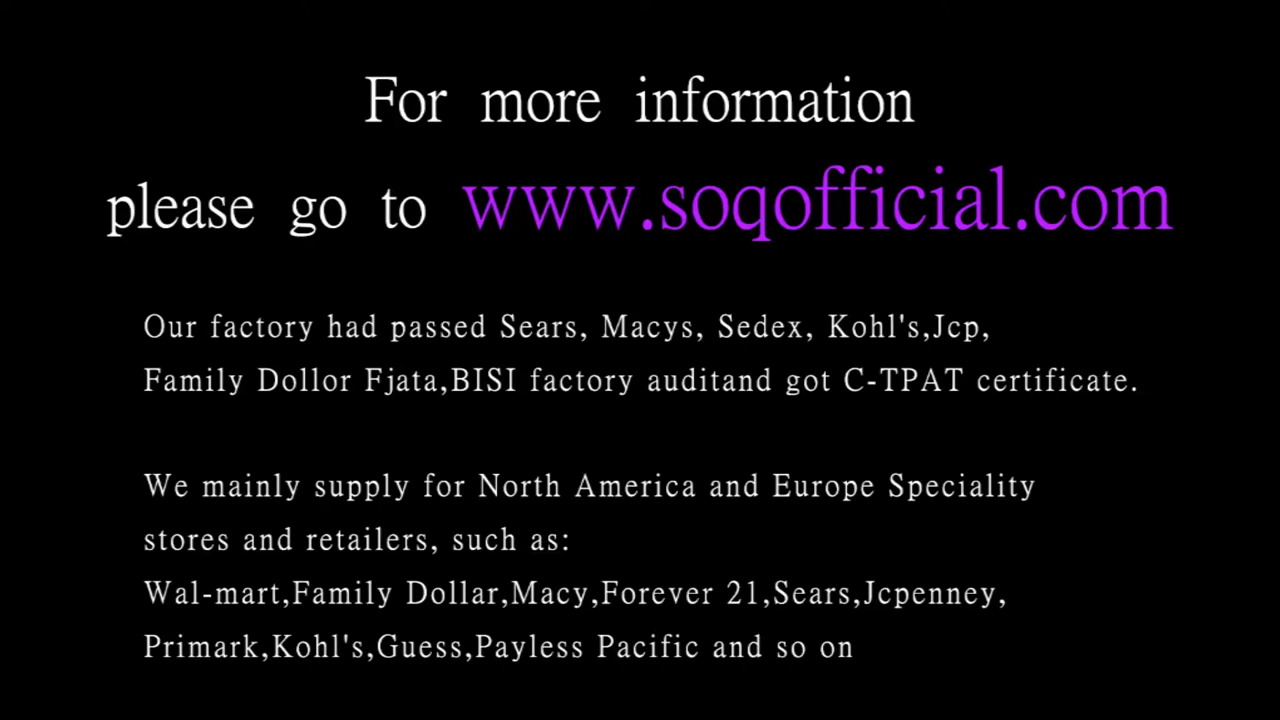 For more information
please go to www.soqofficial.com
Our factory had passed Sears, Macys, Sedex, Kohl's,Jcp,
Family Dollor Fjata,BISI factory auditand got C-TPAT certificate.
We mainly supply for North America and Europe Speciality
stores and retailers, such as:
Wal-mart,Family Dollar,Macy,Forever 21,Sears,Jcpenney,
Primark,Kohl's,Guess,Payless Pacific and so on